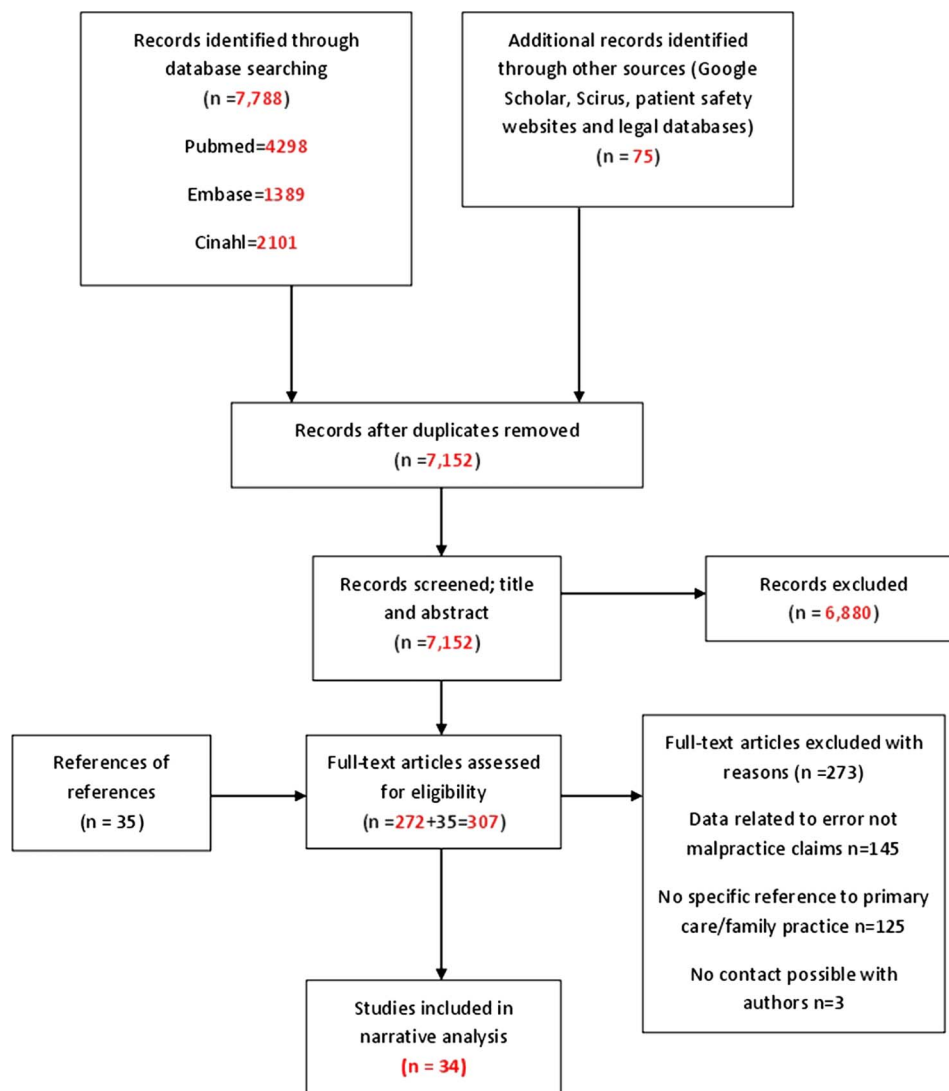 Records identified through
database searching
(n =7,788)
Pubmed=4298
Embase=1389
Cinahl=2101
Additional records identified
through other sources (Google
Scholar, Scirus, patient safety
websites and legal databases)
(n = 75)
Records after duplicates removed
(n =7,152)
Records screened; title
and abstract
(n =7,152)
Records excluded
(n = 6,880)
References of
references
(n = 35)
Full-text articles assessed
for eligibility
(n =272+35=307)
Full-text articles excluded with
reasons (n =273)
Data related to error not
malpractice claims n=145
No specific reference to primary
care/family practice n=125
No contact possible with
authors n=3
Studies included in
narrative analysis
(n = 34)